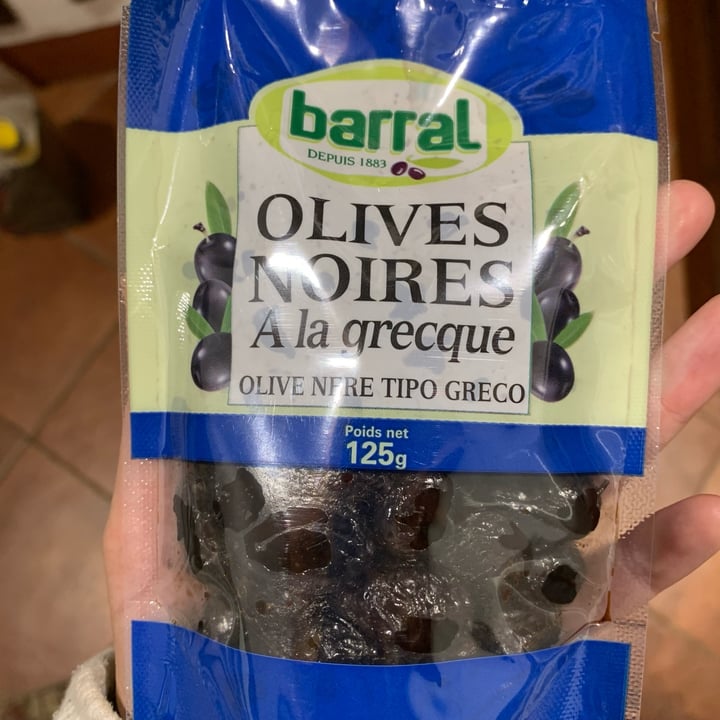 barral
DEPUIS 1883
OLIVES
NOIRES
A la grecque
OLIVE NERE TIPO GRECO
Poids net
125g